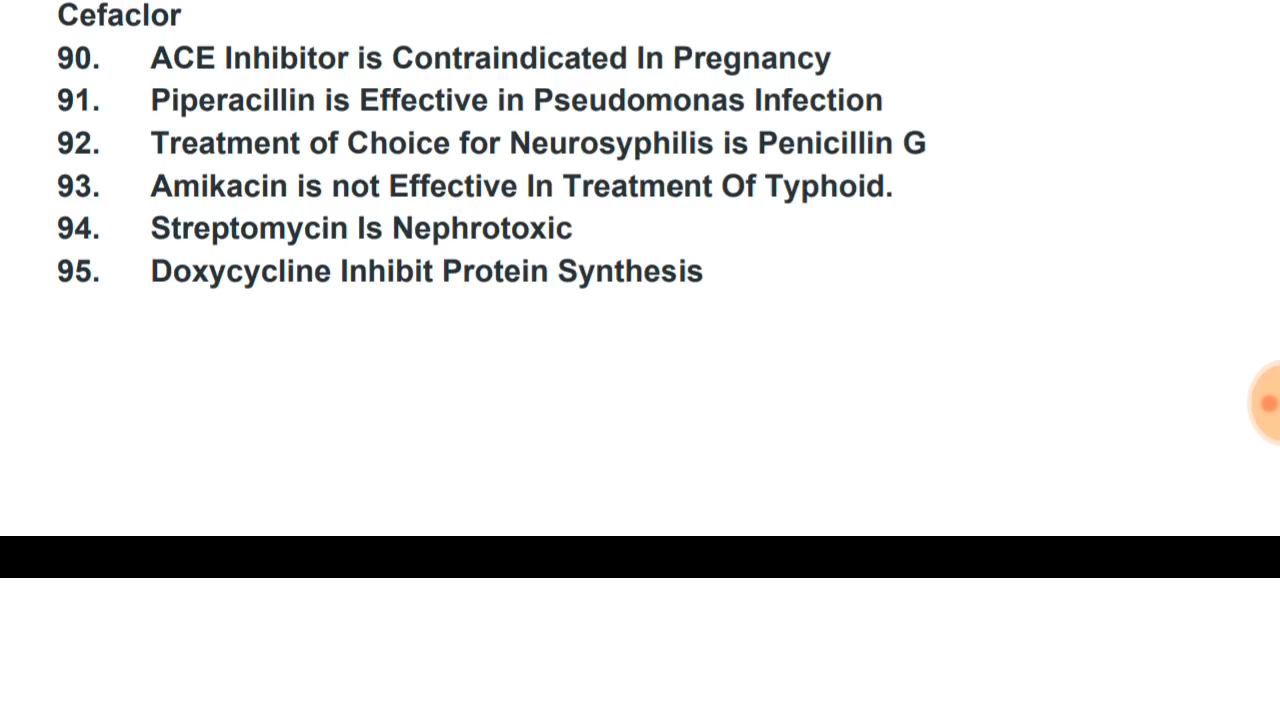 Cefaclor
90. ACE Inhibitor is Contraindicated In Pregnancy
91. Piperacillin is Effective in Pseudomonas Infection
92. Treatment of Choice for Neurosyphilis is Penicillin G
93. Amikacin is not Effective In Treatment Of Typhoid.
94. Streptomycin Is Nephrotoxic
95. Doxycycline Inhibit Protein Synthesis